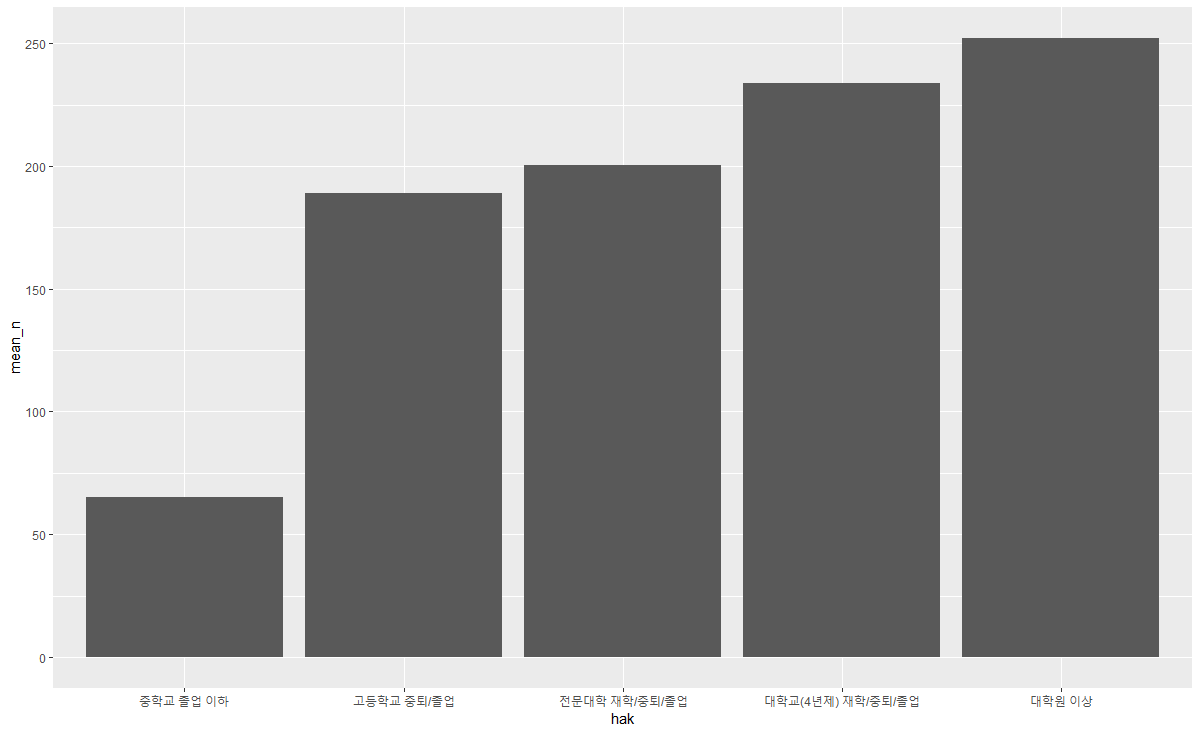 250
200
150
100
50
0
mean_n
중학교 졸업 이하
고등학교 중퇴/졸업
전문대학 재학/중퇴/졸업
대학교(4년제) 재학/중퇴/졸업
대학원 이상
hak